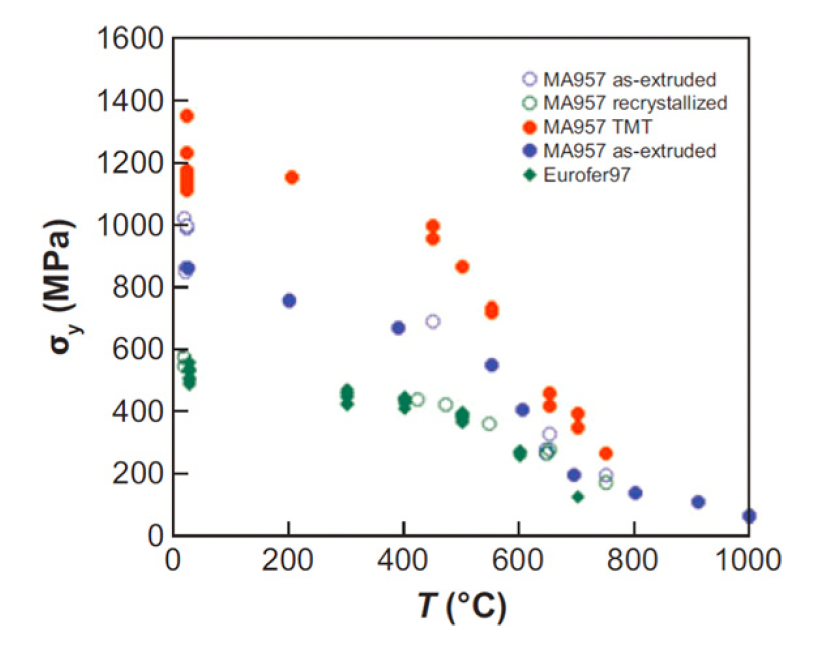 1600
1400
1200
1000
800
600
400
200
0
σy (MPa)
MA957 as-extruded
MA957 recrystallized
MA957 TMT
MA957 as-extruded
Eurofer97
0 200 400 600 800 1000
T (°C)